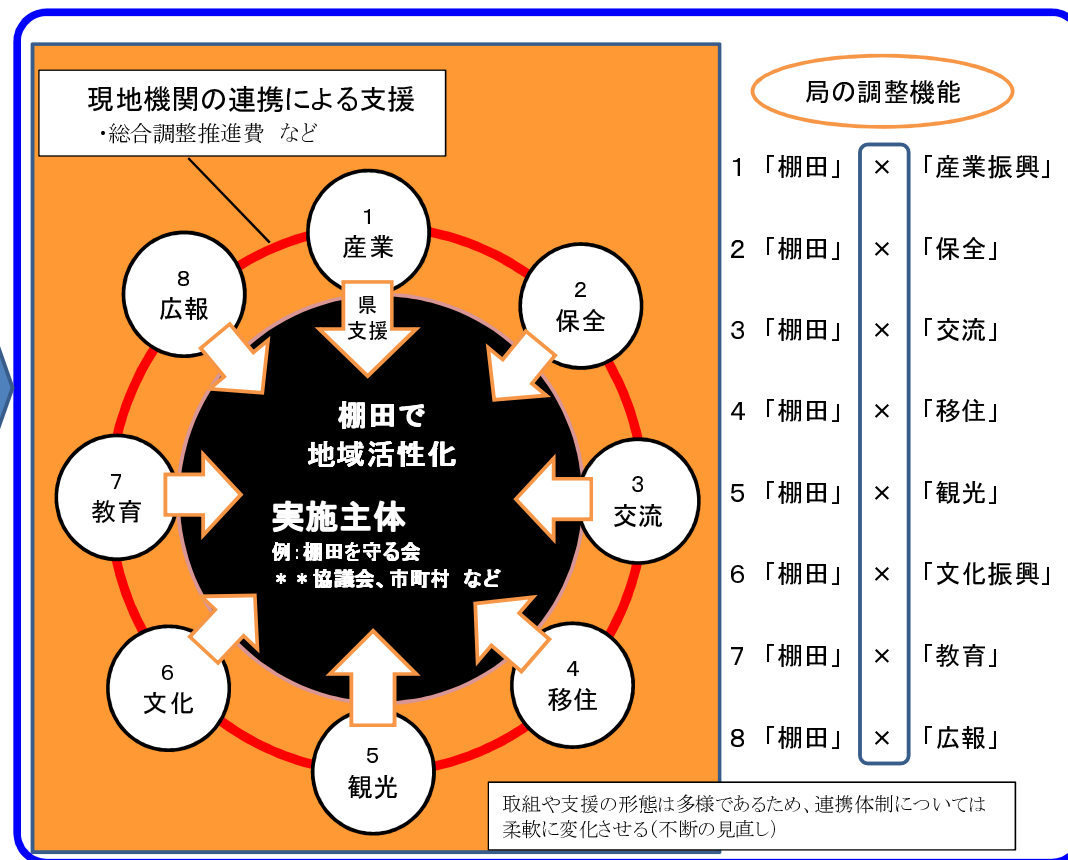 現地機関の連携による支援
・総合調整推進費　など
1
産業
2
保全
3
交流
4
移住
5
観光
6
文化
7
教育
8
広報
県
支援
棚田で
地域活性化
実施主体
例：棚田を守る会
＊＊協議会、市町村　など
局の調整機能
1 「棚田」 × 「産業振興」
2 「棚田」 × 「保全」
3 「棚田」 × 「交流」
4 「棚田」 × 「移住」
5 「棚田」 × 「観光」
6 「棚田」 × 「文化振興」
7 「棚田」 × 「教育」
8 「棚田」 × 「広報」
取組や支援の形態は多様であるため、連携体制については
柔軟に変化させる（不断の見直し）